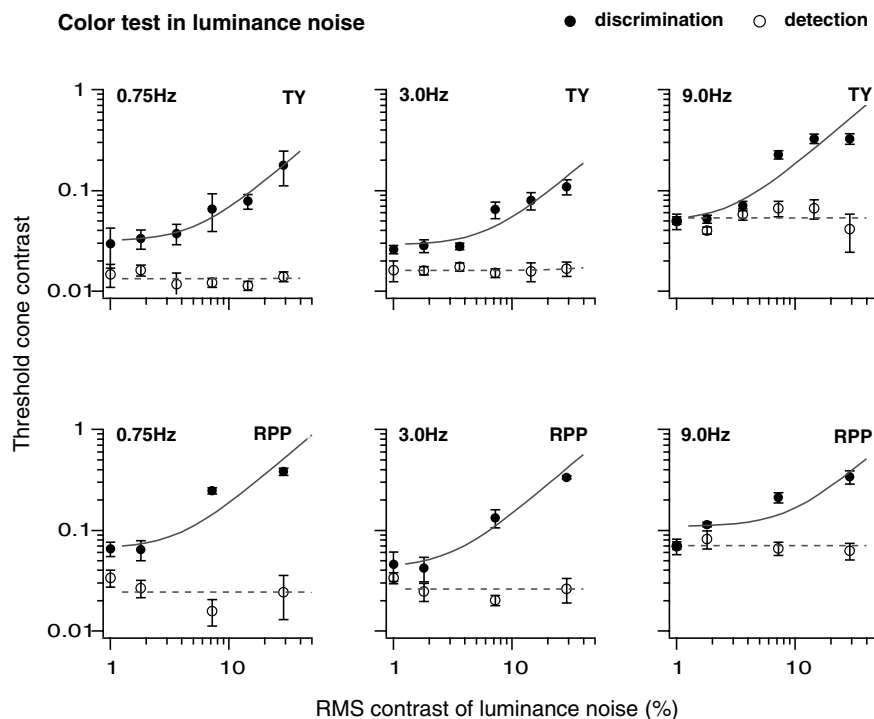 Color test in luminance noise
● discrimination ○ detection
0.75Hz TY
3.0Hz TY
9.0Hz TY
1
0.1
0.01
Threshold cone contrast
0.75Hz RPP
3.0Hz RPP
9.0Hz RPP
1
0.1
0.01
1 10
1 10
1 10
RMS contrast of luminance noise (%)